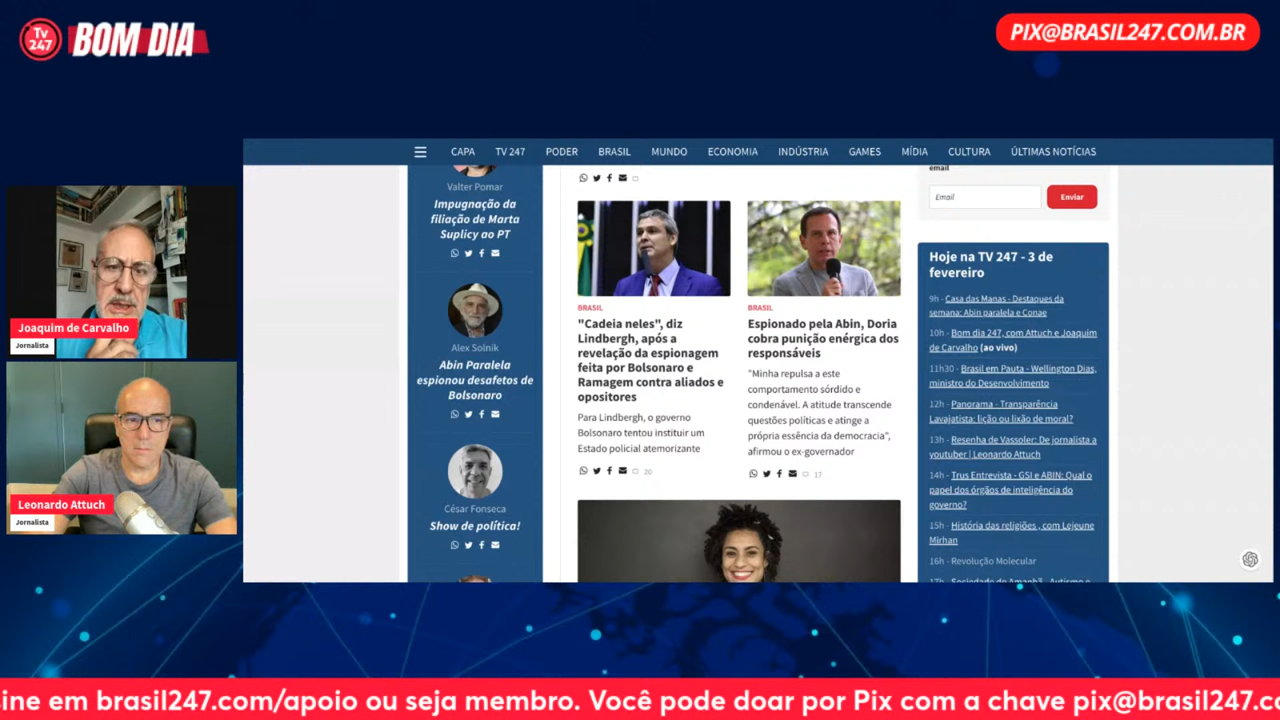 Tv 247
BOM DIA
PIX@BRASIL247.COM.BR
CAPA TV 247 PODER BRASIL MUNDO ECONOMIA INDÚSTRIA GAMES MÍDIA CULTURA ÚLTIMAS NOTÍCIAS
Joaquim de Carvalho
Jornalista
Leonardo Attuch
Jornalista
Valter Pomar
Impugnação da
filiação de Marta
Suplicy ao PT
Alex Solnik
Abin Paralela
espionou desafetos de
Bolsonaro
César Fonseca
Show de política!
BRASIL
"Cadeia neles", diz
Lindbergh, após a
revelação da espionagem
feita por Bolsonaro e
Ramagem contra aliados e
opositores
Para Lindbergh, o governo
Bolsonaro tentou instituir um
Estado policial atemorizante
20
BRASIL
Espionado pela Abin, Doria
cobra punição enérgica dos
responsáveis
"Minha repulsa a este
comportamento sórdido e
condenável. A atitude transcende
questões políticas e atinge a
própria essência da democracia",
afirmou o ex-governador
17
email
Email
Enviar
Hoje na TV 247 - 3 de
fevereiro
9h - Casa das Manas - Destaques da
semana: Abin paralela e Conae
10h - Bom dia 247, com Attuch e Joaquim
de Carvalho (ao vivo)
11h30 - Brasil em Pauta - Wellington Dias,
ministro do Desenvolvimento
12h - Panorama - Transparência
Lavajatista: lição ou lixão de moral?
13h - Resenha de Vassoler: De jornalista a
youtuber | Leonardo Attuch
14h - Trus Entrevista - GSI e ABIN: Qual o
papel dos órgãos de inteligência do
governo?
15h - História das religiões , com Lejeune
Mirhan
16h - Revolução Molecular
17h - Sociedade do Amanhã - Autismo e
sine em brasil247.com/apoio ou seja membro. Você pode doar por Pix com a chave pix@brasil247.co